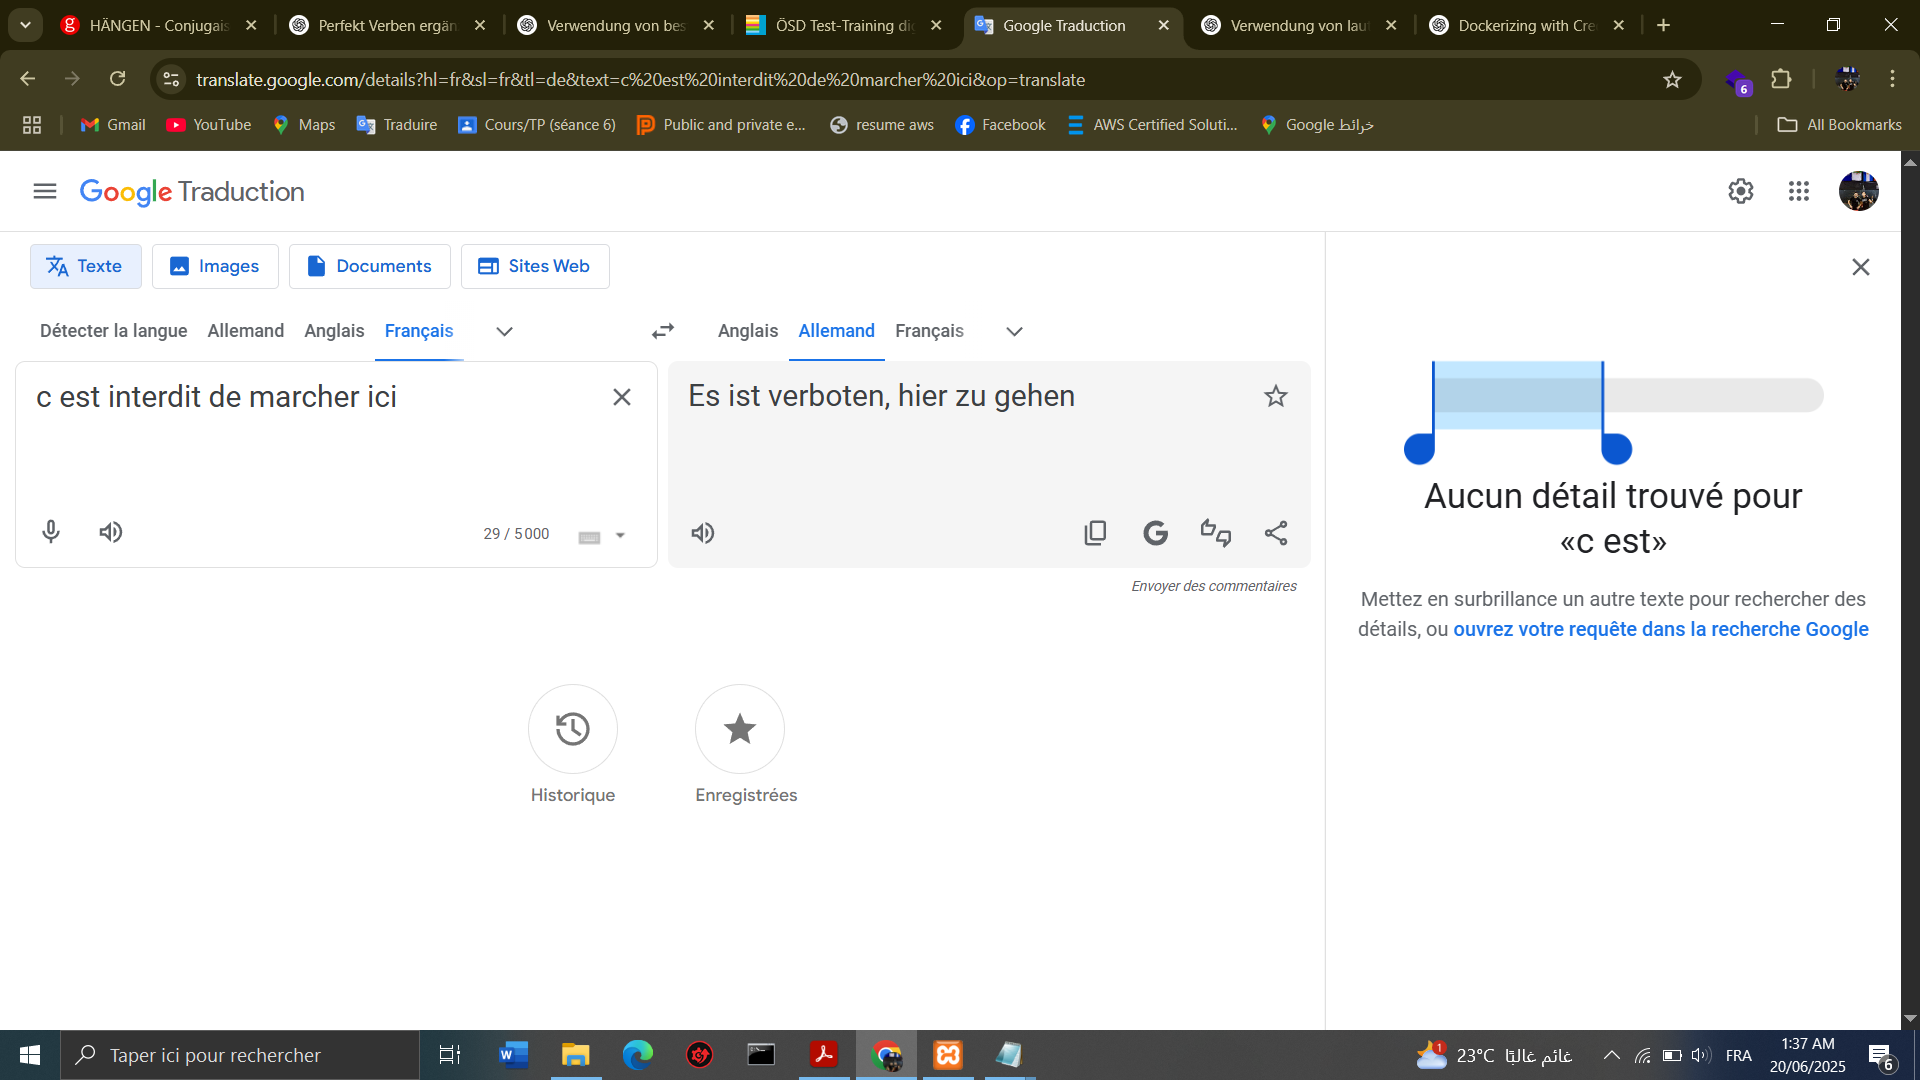 HÄNGEN - Conjugais
Perfekt Verben ergän
Verwendung von bes
ÖSD Test-Training di
Google Traduction
Verwendung von lau
Dockerizing with Cre
translate.google.com/details?hl=fr&sl=fr&tl=de&text=c%20est%20interdit%20de%20marcher%20ici&op=translate
6
Gmail
YouTube
Maps
Traduire
Cours/TP (séance 6)
Public and private e...
resume aws
Facebook
AWS Certified Soluti...
خرائط Google
All Bookmarks
Google Traduction
Texte
Images
Documents
Sites Web
Détecter la langue
Allemand
Anglais
Français
Anglais
Allemand
Français
c est interdit de marcher ici
Es ist verboten, hier zu gehen
29 / 5 000
Envoyer des commentaires
Aucun détail trouvé pour
«c est»
Mettez en surbrillance un autre texte pour rechercher des
détails, ou ouvrez votre requête dans la recherche Google
Historique
Enregistrées
Taper ici pour rechercher
1
23°C غائم غالبًا
FRA
1:37 AM
20/06/2025
6